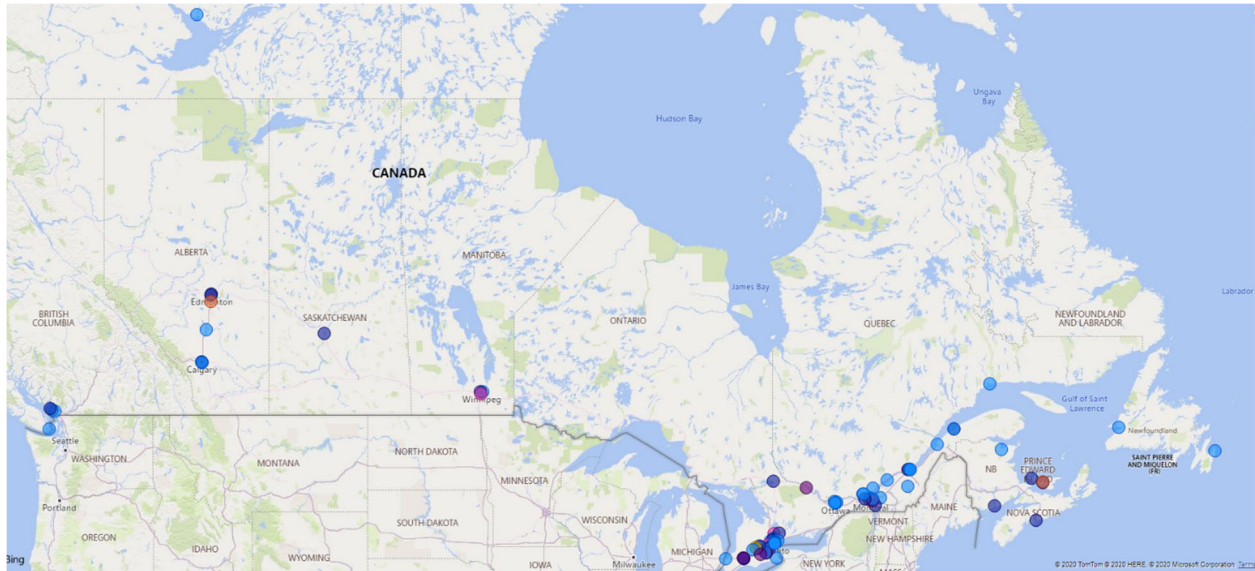 Ungava
Bay
Hudson Bay
CANADA
ALBERTA
MANITOBA
James Bay
Labrador
Edmonton
BRITISH
COLUMBIA
SASKATCHEWAN
ONTARIO
QUEBEC
NEWFOUNDLAND
AND LABRADOR
Calgary
Winnipeg
Gulf of Saint
Lawrence
Newfoundland
Seattle
WASHINGTON
MONTANA
NORTH DAKOTA
MINNESOTA
NB
PRINCE
EDWARD
SAINT PIERRE
AND MIQUELON
(FR)
Portland
OREGON
IDAHO
SOUTH DAKOTA
WISCONSIN
Ottawa
Montreal
MAINE
NOVA SCOTIA
VERMONT
NEW HAMPSHIRE
Bing
WYOMING
IOWA
Milwaukee
MICHIGAN
NEW YORK
© 2020 TomTom © 2020 HERE, © 2020 Microsoft Corporation Terms